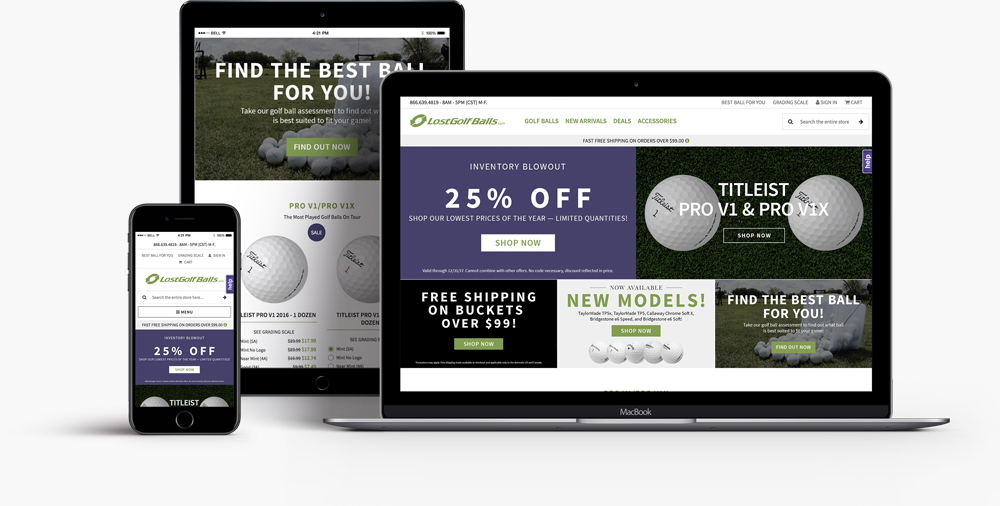 BELL
4:21 PM
100%
FIND THE BEST BALL
FOR YOU!
Take our golf ball assessment to find out w
is best suited to fit your game!
FIND OUT NOW
PRO V1/PRO V1X
The Most Played Golf Balls On Tour
SALE
Titleist
1
Titleist
TITLEIST PRO V1 2016 - 1 DOZEN
TITLEIST P
DOZEN
SEE GRADING SCALE
SEE GRADING S
Mint (5A) $89.99 $17.99
Mint No Logo
Near Mint (4A) $12.74
Mint (5A)
Mint No Logo
Near Mint (4A)
BELL
4:21 PM
100%
866.639.4819 - 8AM - 5PM (CST) M-F.
BEST BALL FOR YOU
GRADING SCALE
SIGN IN
CART
LostGolfBalls.com
help
Search the entire store here...
MENU
FAST FREE SHIPPING ON ORDERS OVER $99.00
INVENTORY BLOWOUT
25% OFF
SHOP OUR LOWEST PRICES OF THE YEAR — LIMITED QUANTITIES!
SHOP NOW
TITLEIST
866.639.4819 - 8AM - 5PM (CST) M-F.
BEST BALL FOR YOU
GRADING SCALE
SIGN IN
CART
LostGolfBalls.com
GOLF BALLS
NEW ARRIVALS
DEALS
ACCESSORIES
Search the entire store
FAST FREE SHIPPING ON ORDERS OVER $99.00
help
INVENTORY BLOWOUT
25% OFF
SHOP OUR LOWEST PRICES OF THE YEAR — LIMITED QUANTITIES!
SHOP NOW
Valid through 12/31/17. Cannot combine with other offers. No code necessary, discount reflected in price.
Titleist
1
Titleist
1
TITLEIST
PRO V1 & PRO V1X
SHOP NOW
FREE SHIPPING
ON BUCKETS
OVER $99!
SHOP NOW
NOW AVAILABLE
NEW MODELS!
TaylorMade TP5x, TaylorMade TP5, Callaway Chrome Soft X,
Bridgestone e6 Speed, and Bridgestone e6 Soft!
SHOP NOW
FIND THE BEST BALL
FOR YOU!
Take our golf ball assessment to find out what ball
is best suited to fit your game!
FIND OUT NOW
MacBook